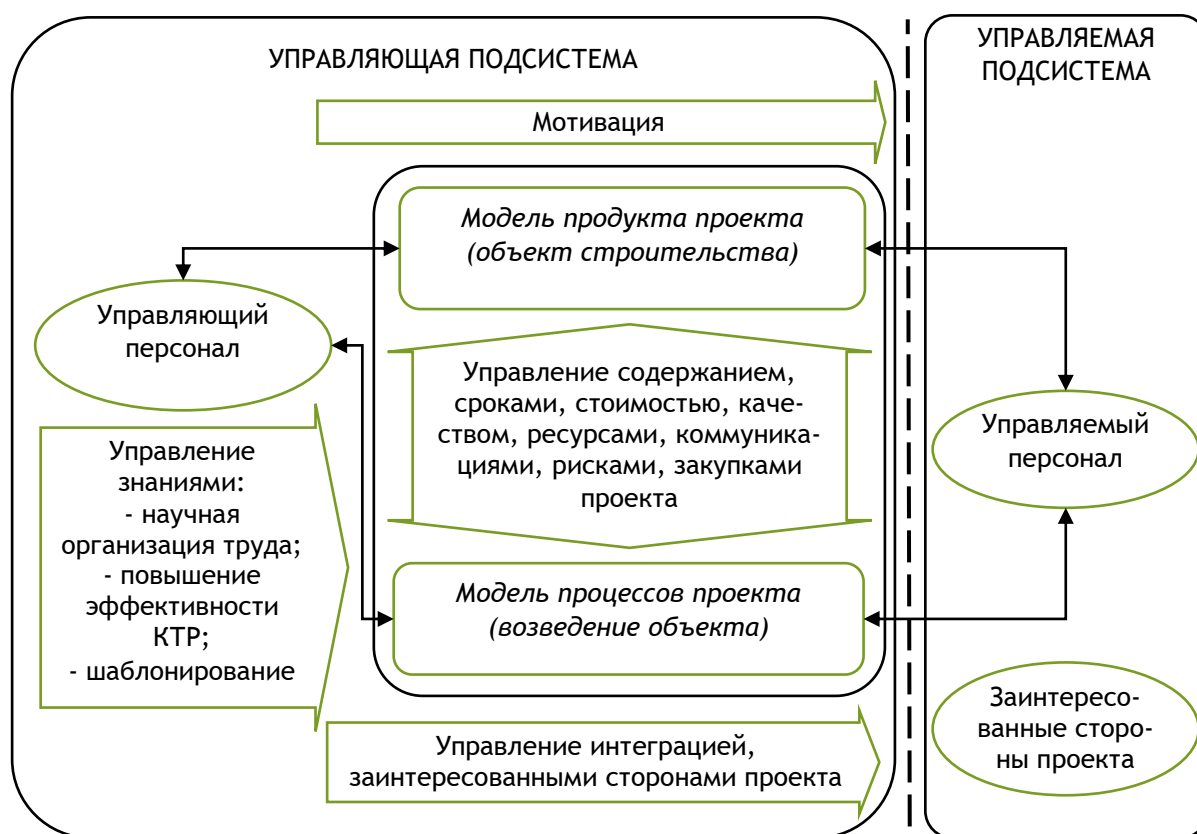 УПРАВЛЯЮЩАЯ ПОДСИСТЕМА
УПРАВЛЯЕМАЯ
ПОДСИСТЕМА
Мотивация
Модель продукта проекта
(объект строительства)
Управляющий
персонал
Управление содержанием,
сроками, стоимостью, каче-
ством, ресурсами, коммуника-
циями, рисками, закупками
проекта
Управляемый
персонал
Управление
знаниями:
- научная
организация труда;
- повышение
эффективности
КТР;
- шаблонирование
Модель процессов проекта
(возведение объекта)
Управление интеграцией,
заинтересованными сторонами проекта
Заинтересо-
ванные сторо-
ны проекта